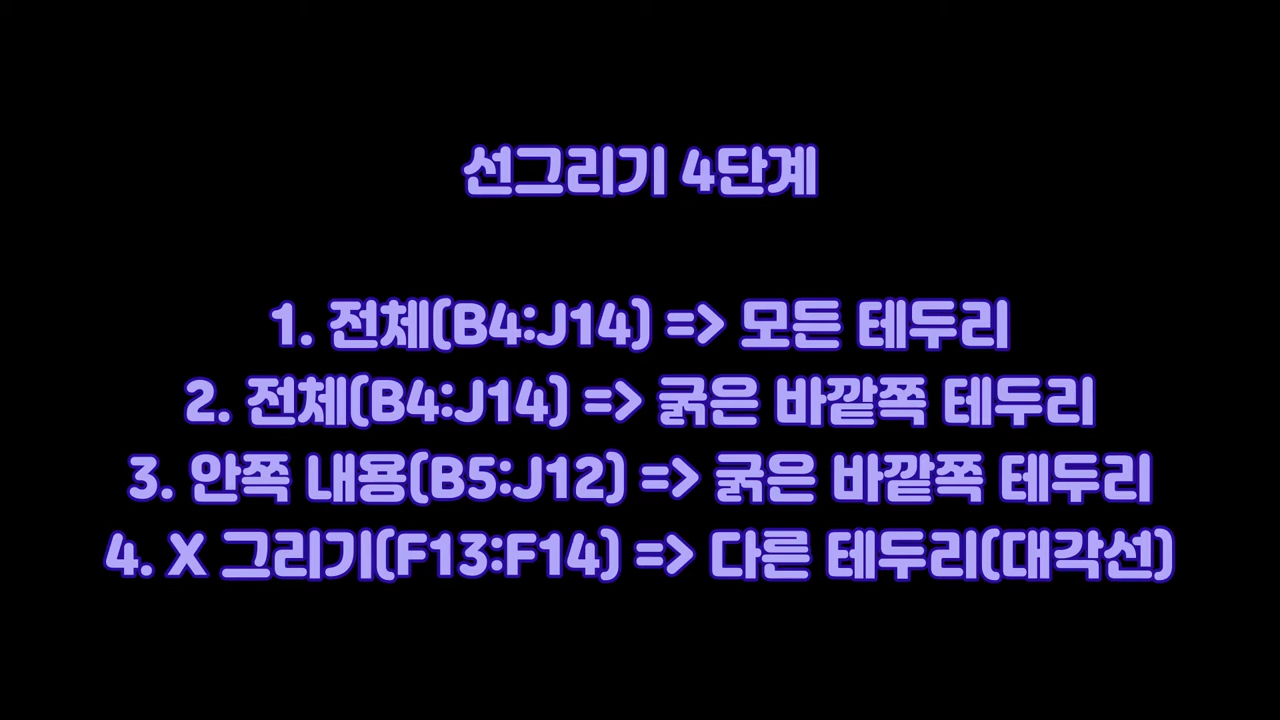 선그리기 4단계
1. 전체(B4:J14) => 모든 테두리
2. 전체(B4:J14) => 굵은 바깥쪽 테두리
3. 안쪽 내용(B5:J12) => 굵은 바깥쪽 테두리
4. X 그리기(F13:F14) => 다른 테두리(대각선)